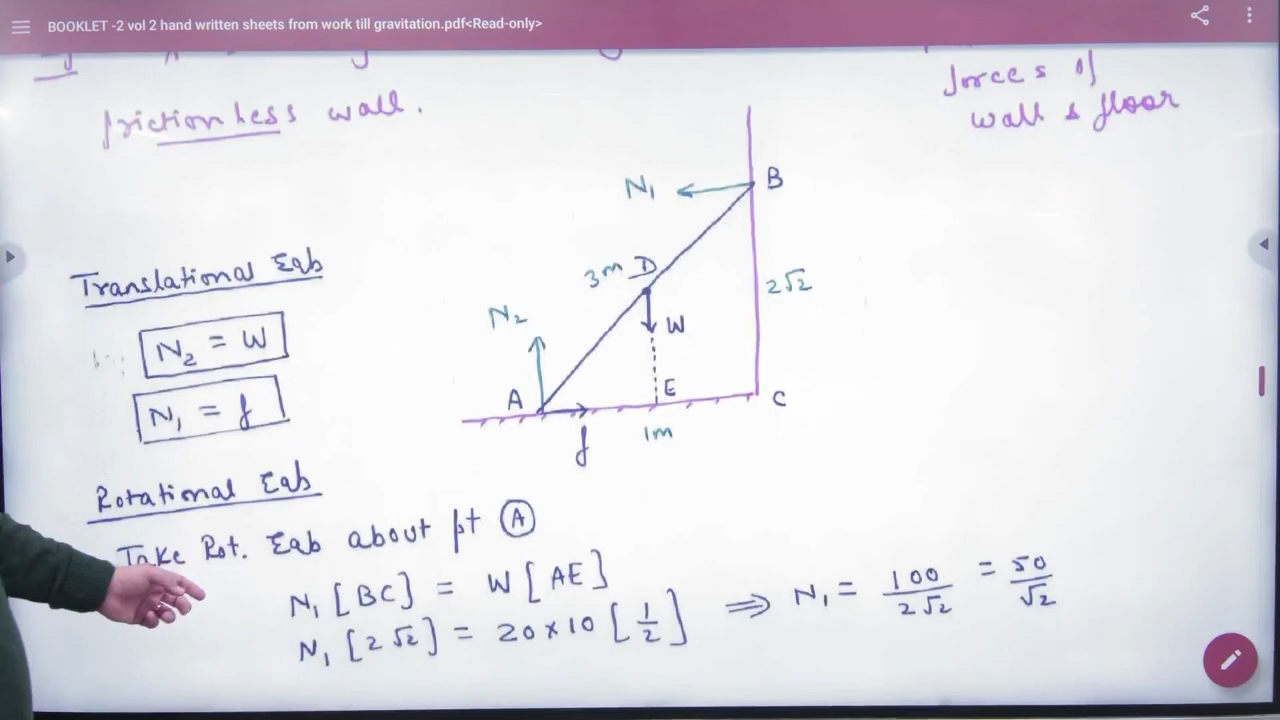 BOOKLET -2 vol 2 hand written sheets from work till gravitation.pdf<Read-only>
forces of
wall & floor
frictionless wall.
N₁
B
Translational Eqb
3m D
2√2
N₂
W
N₂ = W
A
E
C
N₁ = f
f
1m
Rotational Eqb
Take Rot. Eqb about pt A
N₁ [BC] = W [AE]
N₁ [2√2] = 20×10 [1/2] ⇒ N₁ = 100/2√2 = 50/√2